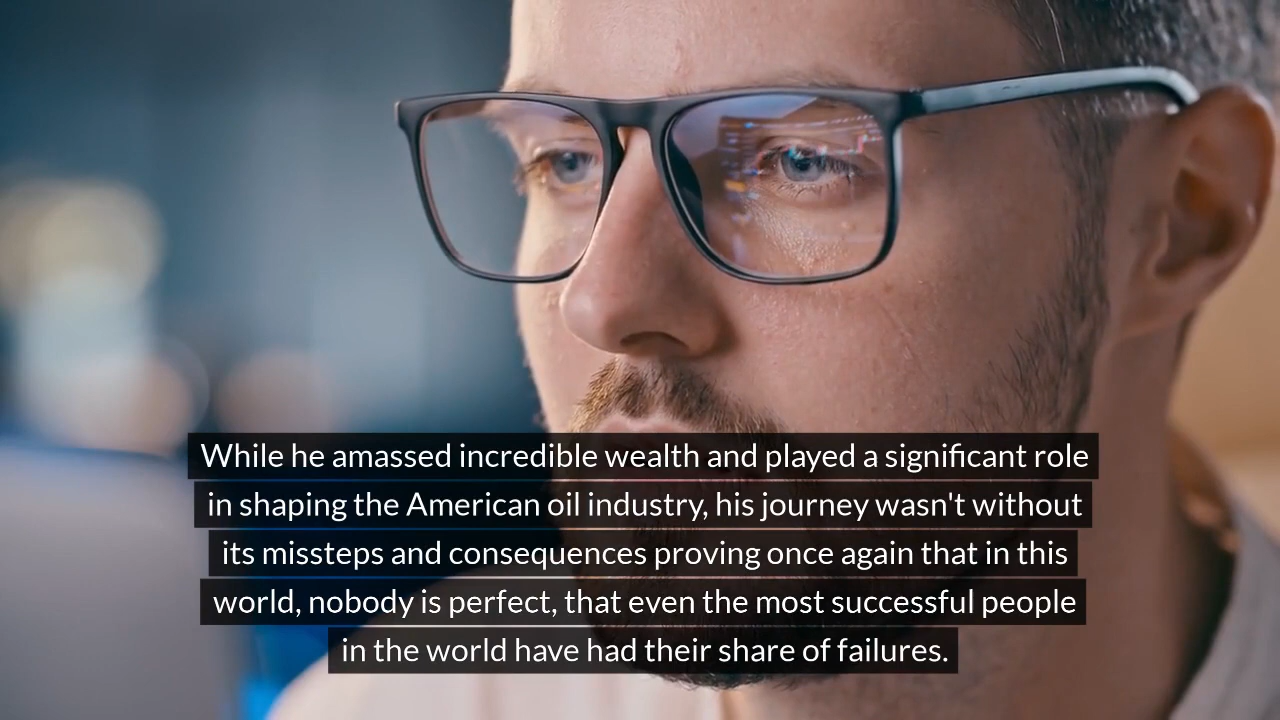 While he amassed incredible wealth and played a significant role
in shaping the American oil industry, his journey wasn't without
its missteps and consequences proving once again that in this
world, nobody is perfect, that even the most successful people
in the world have had their share of failures.